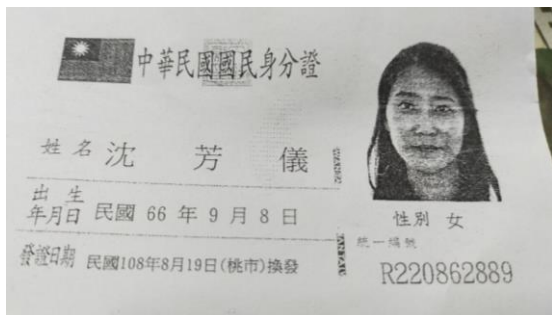 中華民國國民身分證
姓名 沈芳儀
出生年月日 民國 66 年 9 月 8 日
性別 女
統一編號
R220862889
發證日期 民國108年8月19日(桃市)換發